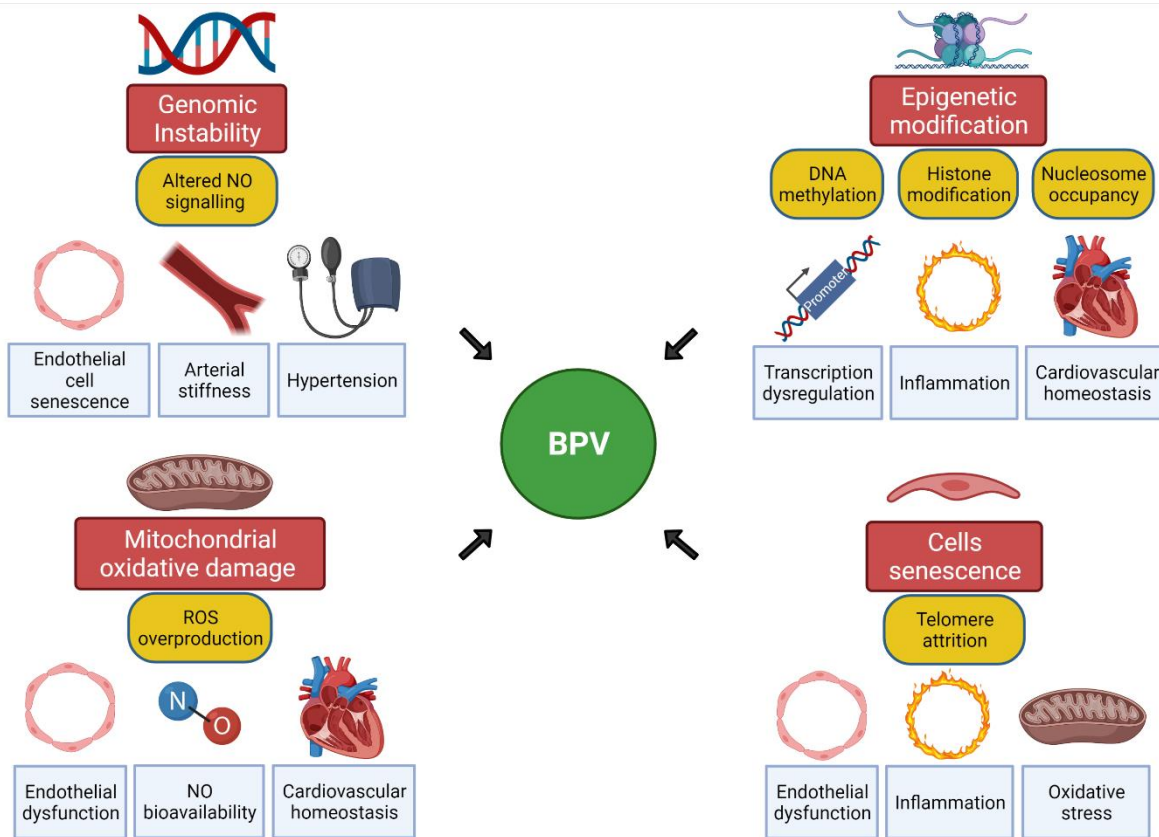 Genomic
Instability
Altered NO
signalling
Endothelial
cell
senescence
Arterial
stiffness
Hypertension
Epigenetic
modification
DNA
methylation
Histone
modification
Nucleosome
occupancy
Promoter
Transcription
dysregulation
Inflammation
Cardiovascular
homeostasis
BPV
Mitochondrial
oxidative damage
ROS
overproduction
N
O
Endothelial
dysfunction
NO
bioavailability
Cardiovascular
homeostasis
Cells
senescence
Telomere
attrition
Endothelial
dysfunction
Inflammation
Oxidative
stress